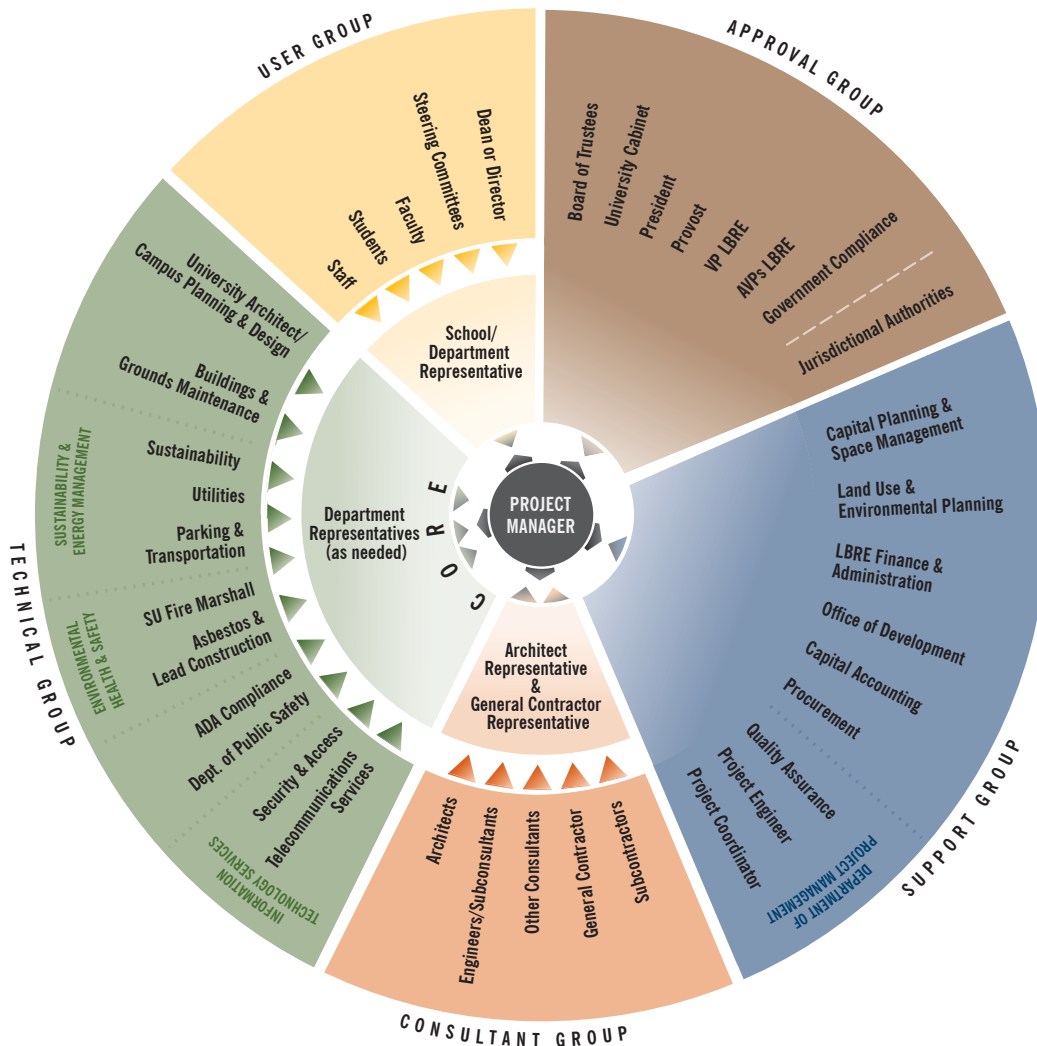 USER GROUP
Dean or Director
Steering Committees
Faculty
Students
Staff
School/
Department
Representative
APPROVAL GROUP
Board of Trustees
University Cabinet
President
Provost
VP LBRE
AVPs LBRE
Government Compliance
Jurisdictional Authorities
SUPPORT GROUP
Capital Planning &
Space Management
Land Use &
Environmental Planning
LBRE Finance &
Administration
Office of Development
Capital Accounting
Procurement
Quality Assurance
Project Engineer
Project Coordinator
DEPARTMENT OF
PROJECT MANAGEMENT
CONSULTANT GROUP
Architects
Engineers/Subconsultants
Other Consultants
General Contractor
Subcontractors
Architect
Representative
&
General Contractor
Representative
TECHNICAL GROUP
University Architect/
Campus Planning & Design
Buildings &
Grounds Maintenance
SUSTAINABILITY &
ENERGY MANAGEMENT
Sustainability
Utilities
Parking &
Transportation
ENVIRONMENTAL
HEALTH & SAFETY
SU Fire Marshall
Asbestos &
Lead Construction
ADA Compliance
Dept. of Public Safety
Security & Access
Telecommunications
Services
INFORMATION
TECHNOLOGY SERVICES
Department
Representatives
(as needed)
CORE
PROJECT
MANAGER